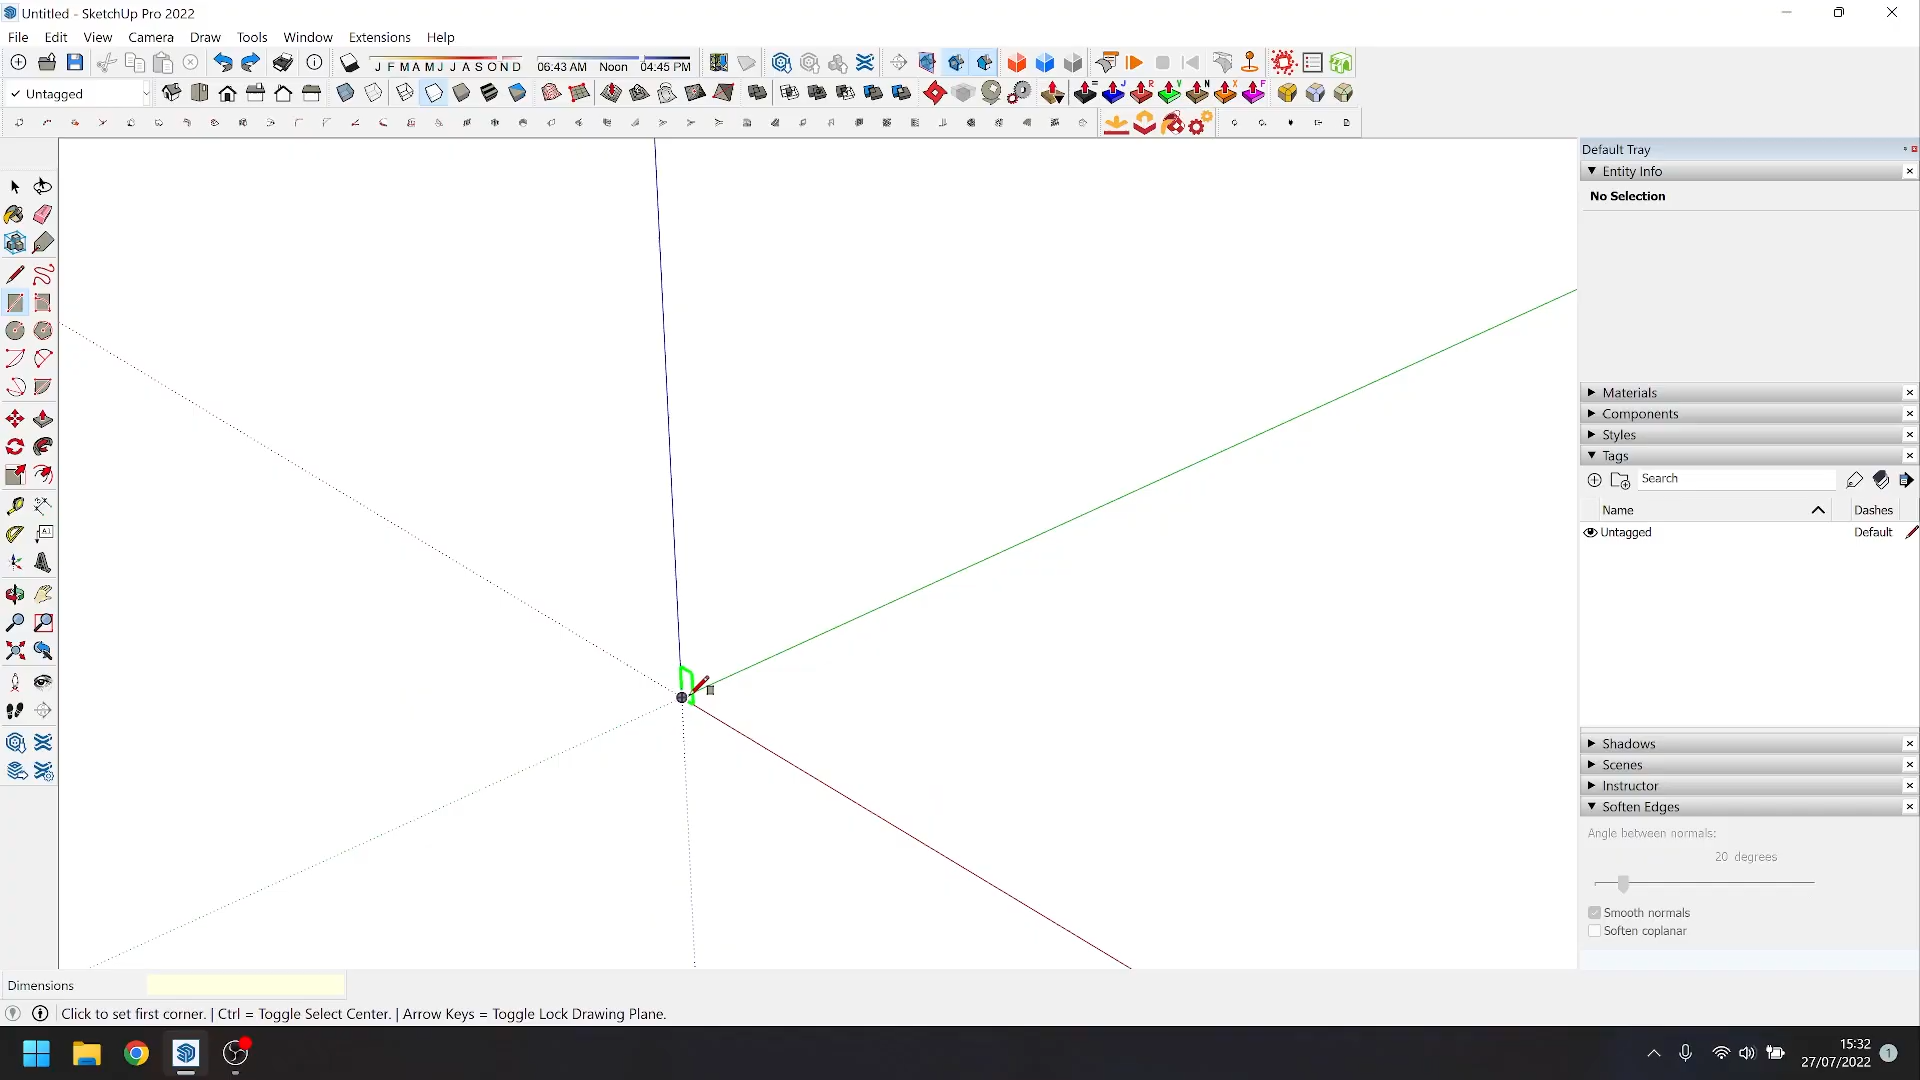 Untitled - SketchUp Pro 2022
File Edit View Camera Draw Tools Window Extensions Help
J F M A M J J A S O N D 06:43 AM Noon 04:45 PM
✓ Untagged
Default Tray
Entity Info
No Selection
Materials
Components
Styles
Tags
Search
Name Dashes
Untagged Default
Shadows
Scenes
Instructor
Soften Edges
Angle between normals:
20 degrees
Smooth normals
Soften coplanar
Dimensions
Click to set first corner. | Ctrl = Toggle Select Center. | Arrow Keys = Toggle Lock Drawing Plane.
15:32
27/07/2022
1